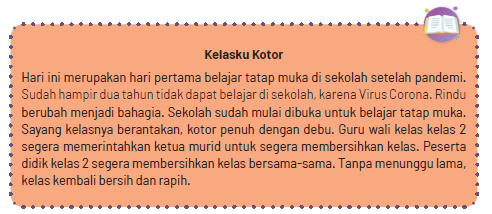 Kelasku Kotor
Hari ini merupakan hari pertama belajar tatap muka di sekolah setelah pandemi.
Sudah hampir dua tahun tidak dapat belajar di sekolah, karena Virus Corona. Rindu
berubah menjadi bahagia. Sekolah sudah mulai dibuka untuk belajar tatap muka.
Sayang kelasnya berantakan, kotor penuh dengan debu. Guru wali kelas kelas 2
segera memerintahkan ketua murid untuk segera membersihkan kelas. Peserta
didik kelas 2 segera membersihkan kelas bersama-sama. Tanpa menunggu lama,
kelas kembali bersih dan rapih.